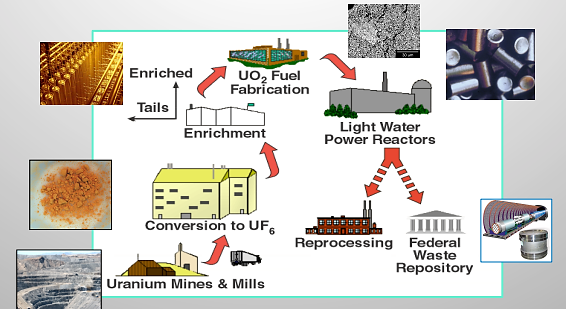 UO₂ Fuel
Fabrication
Enriched
Tails
Enrichment
Light Water
Power Reactors
Conversion to UF₆
Reprocessing
Federal
Waste
Repository
Uranium Mines & Mills